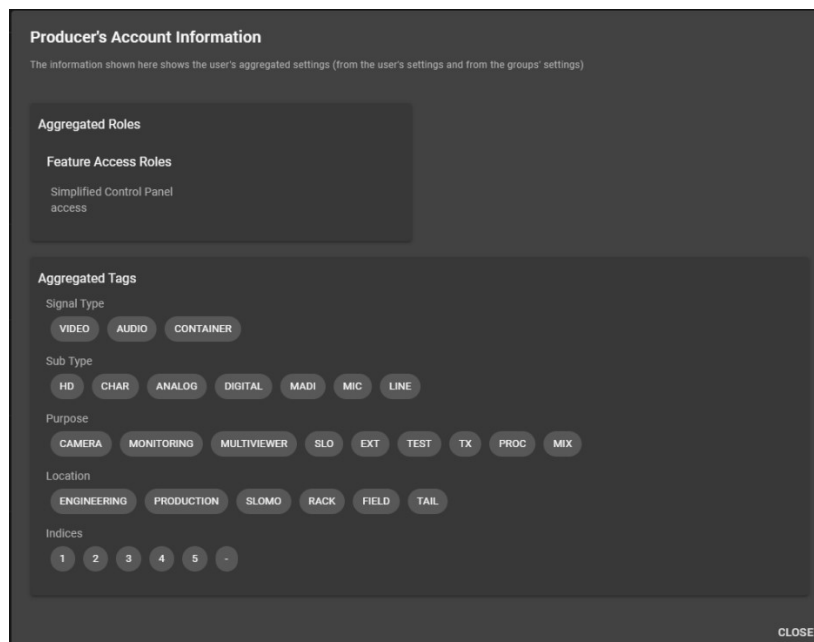 Producer's Account Information
The information shown here shows the user's aggregated settings (from the user's settings and from the groups' settings)
Aggregated Roles
Feature Access Roles
Simplified Control Panel
access
Aggregated Tags
Signal Type
VIDEO AUDIO CONTAINER
Sub Type
HD CHAR ANALOG DIGITAL MADI MIC LINE
Purpose
CAMERA MONITORING MULTIVIEWER SLO EXT TEST TX PROC MIX
Location
ENGINEERING PRODUCTION SLOMO RACK FIELD TAIL
Indices
1 2 3 4 5 -
CLOSE